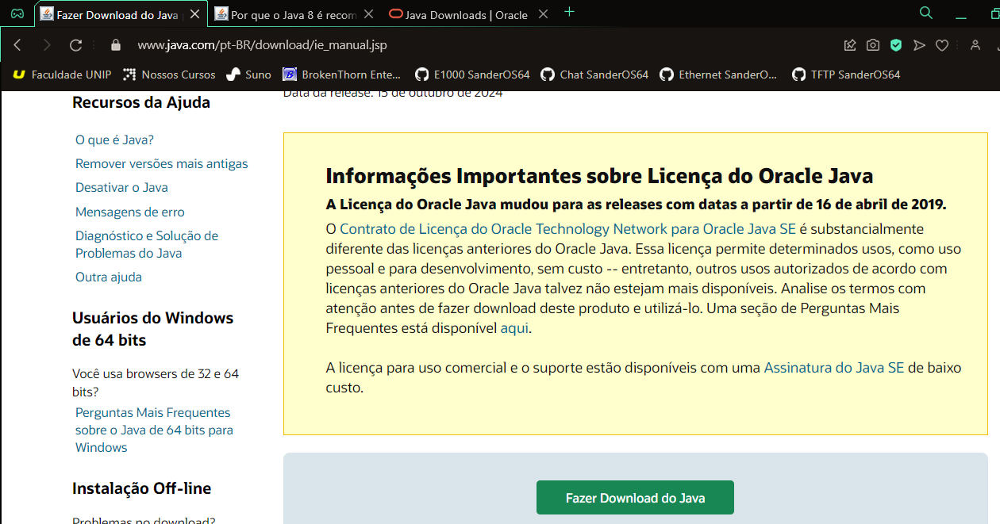 Fazer Download do Java
Por que o Java 8 é recom
Java Downloads | Oracle
www.java.com/pt-BR/download/ie_manual.jsp
Faculdade UNIP
Nossos Cursos
Suno
BrokenThorn Ente...
E1000 SanderOS64
Chat SanderOS64
Ethernet SanderO...
TFTP SanderOS64
Recursos da Ajuda
O que é Java?
Remover versões mais antigas
Desativar o Java
Mensagens de erro
Diagnóstico e Solução de
Problemas do Java
Outra ajuda
Usuários do Windows
de 64 bits
Você usa browsers de 32 e 64
bits?
Perguntas Mais Frequentes
sobre o Java de 64 bits para
Windows
Instalação Off-line
Problemas no download?
Data da release: 15 de outubro de 2024
Informações Importantes sobre Licença do Oracle Java
A Licença do Oracle Java mudou para as releases com datas a partir de 16 de abril de 2019.
O Contrato de Licença do Oracle Technology Network para Oracle Java SE é substancialmente
diferente das licenças anteriores do Oracle Java. Essa licença permite determinados usos, como uso
pessoal e para desenvolvimento, sem custo -- entretanto, outros usos autorizados de acordo com
licenças anteriores do Oracle Java talvez não estejam mais disponíveis. Analise os termos com
atenção antes de fazer download deste produto e utilizá-lo. Uma seção de Perguntas Mais
Frequentes está disponível aqui.
A licença para uso comercial e o suporte estão disponíveis com uma Assinatura do Java SE de baixo
custo.
Fazer Download do Java